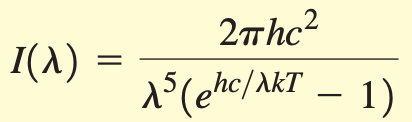 I(λ) = 2πhc² / λ⁵(e^{hc/λkT} − 1)